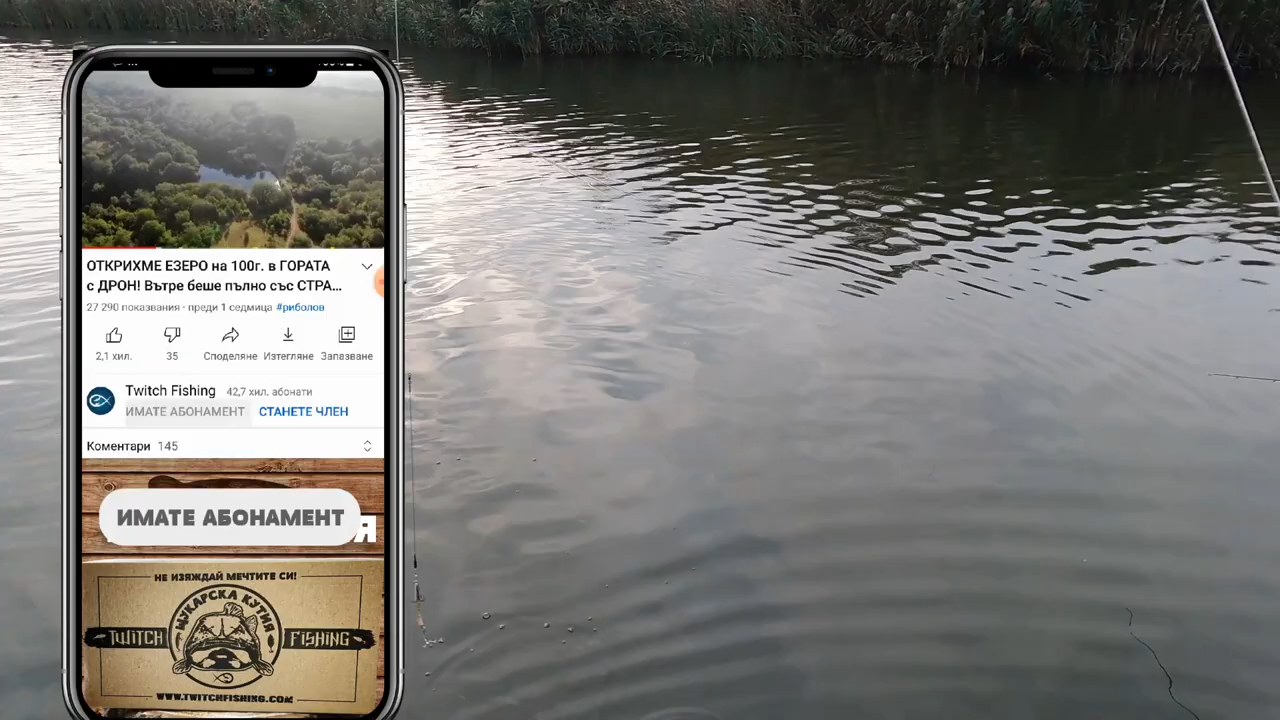 ОТКРИХМЕ ЕЗЕРО на 100г. в ГОРАТА
с ДРОН! Вътре беше пълно със СТРА...
27 290 показвания · преди 1 седмица #риболов
2,1 хил. 35 Споделяне Изтегляне Запазване
Twitch Fishing 42,7 хил. абонати
ИМАТЕ АБОНАМЕНТ СТАНЕТЕ ЧЛЕН
Коментари 145
ИМАТЕ АБОНАМЕНТ
Я
НЕ ИЗЯЖДАЙ МЕЧТИТЕ СИ!
ЧУКАРСКА КУТИЯ
TWITCH FISHING
WWW.TWITCHFISHING.COM